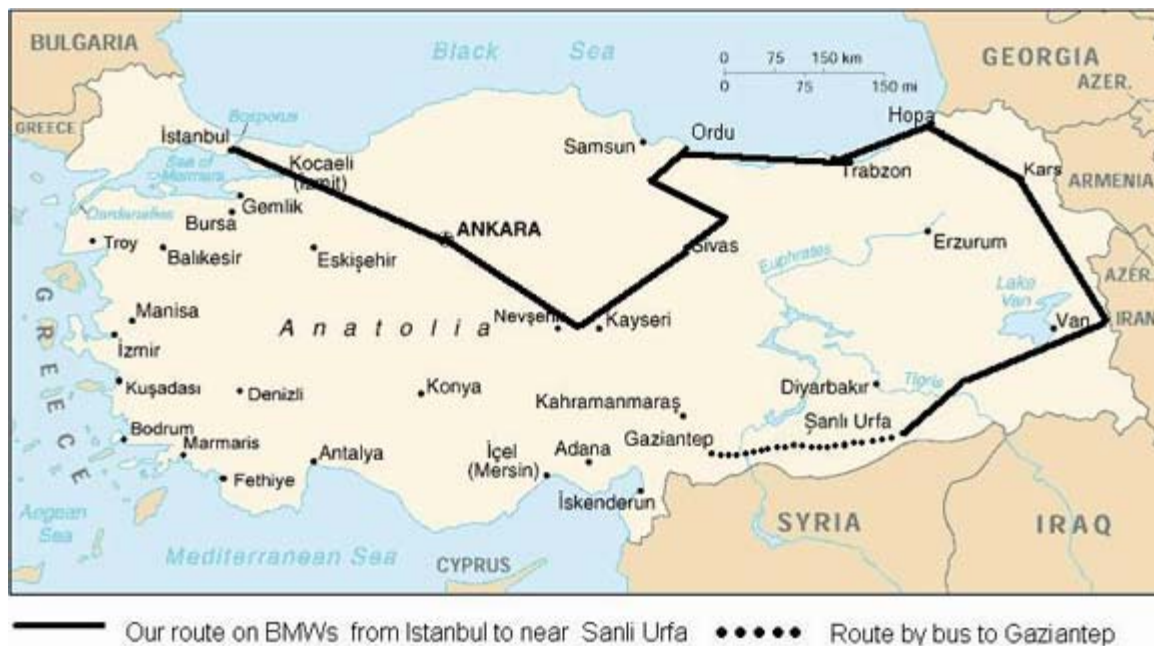 BULGARIA
Black Sea
0 75 150 km
0 75 150 mi
GEORGIA
AZER.
GREECE
Bosporus
İstanbul
Sea of
Marmara
Kocaeli
(İzmit)
Samsun
Ordu
Hopa
Trabzon
Kars
ARMENIA
Dardanelles
Gemlik
Bursa
ANKARA
Troy
Balıkesir
Eskişehir
Sivas
Erzurum
Euphrates
AZER.
Lake
Van
Manisa
Anatolia
Nevşehir
Kayseri
Van
IRAN
İzmir
GREECE
Kuşadası
Denizli
Konya
Diyarbakır
Tigris
Kahramanmaraş
Şanlı Urfa
Bodrum
Marmaris
Gaziantep
Antalya
İçel
(Mersin)
Adana
Fethiye
İskenderun
Aegean
Sea
SYRIA
IRAQ
Mediterranean Sea
CYPRUS
Our route on BMWs from Istanbul to near Sanli Urfa
Route by bus to Gaziantep